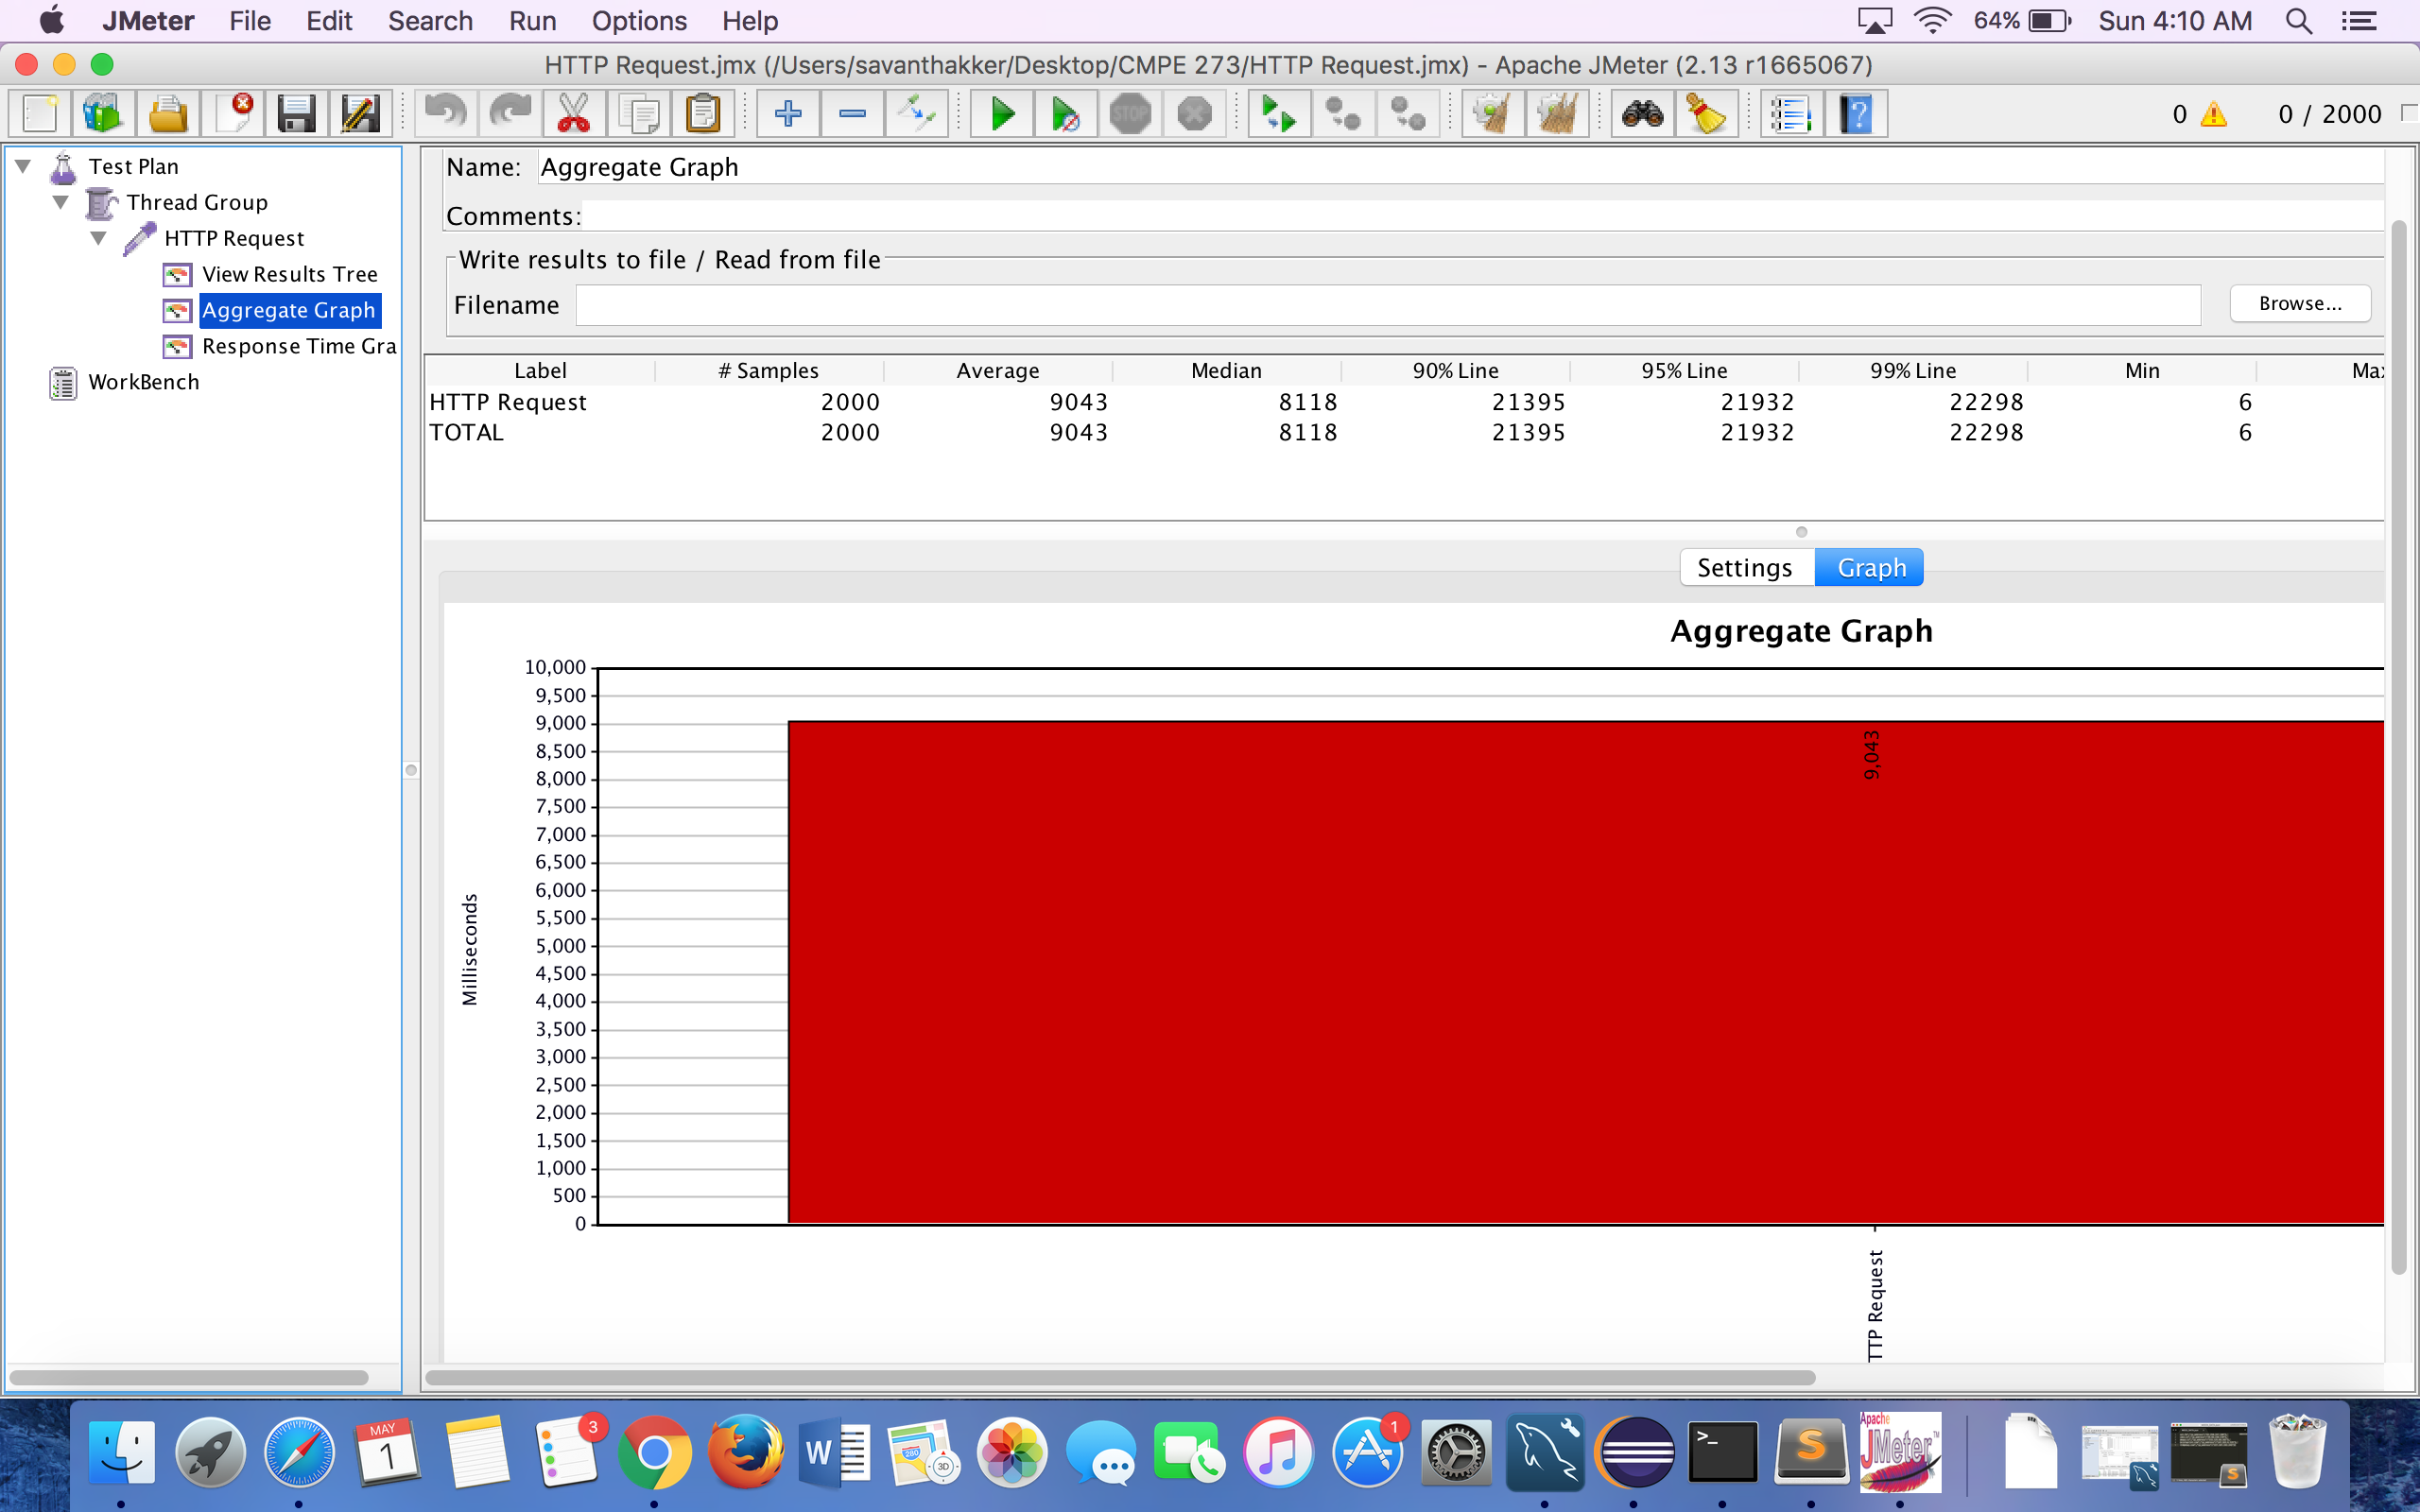 JMeter File Edit Search Run Options Help 64% Sun 4:10 AM
HTTP Request.jmx (/Users/savanthakker/Desktop/CMPE 273/HTTP Request.jmx) - Apache JMeter (2.13 r1665067)
STOP ? 0 0 / 2000
Test Plan
Thread Group
HTTP Request
View Results Tree
Aggregate Graph
Response Time Gra
WorkBench
Name: Aggregate Graph
Comments:
Write results to file / Read from file
Filename Browse...
Label # Samples Average Median 90% Line 95% Line 99% Line Min Max
HTTP Request 2000 9043 8118 21395 21932 22298 6
TOTAL 2000 9043 8118 21395 21932 22298 6
Settings Graph
Aggregate Graph
10,000
9,500
9,000
8,500
8,000
7,500
7,000
6,500
6,000
5,500
5,000
4,500
4,000
3,500
3,000
2,500
2,000
1,500
1,000
500
0
Milliseconds
9,043
TTP Request
MAY
1
3
W
280
3D
1
>_
S
Apache
JMeter™
S